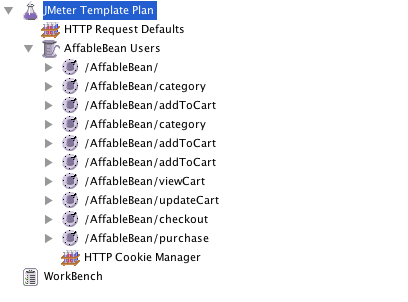 JMeter Template Plan
HTTP Request Defaults
AffableBean Users
/AffableBean/
/AffableBean/category
/AffableBean/addToCart
/AffableBean/category
/AffableBean/addToCart
/AffableBean/addToCart
/AffableBean/viewCart
/AffableBean/updateCart
/AffableBean/checkout
/AffableBean/purchase
HTTP Cookie Manager
WorkBench